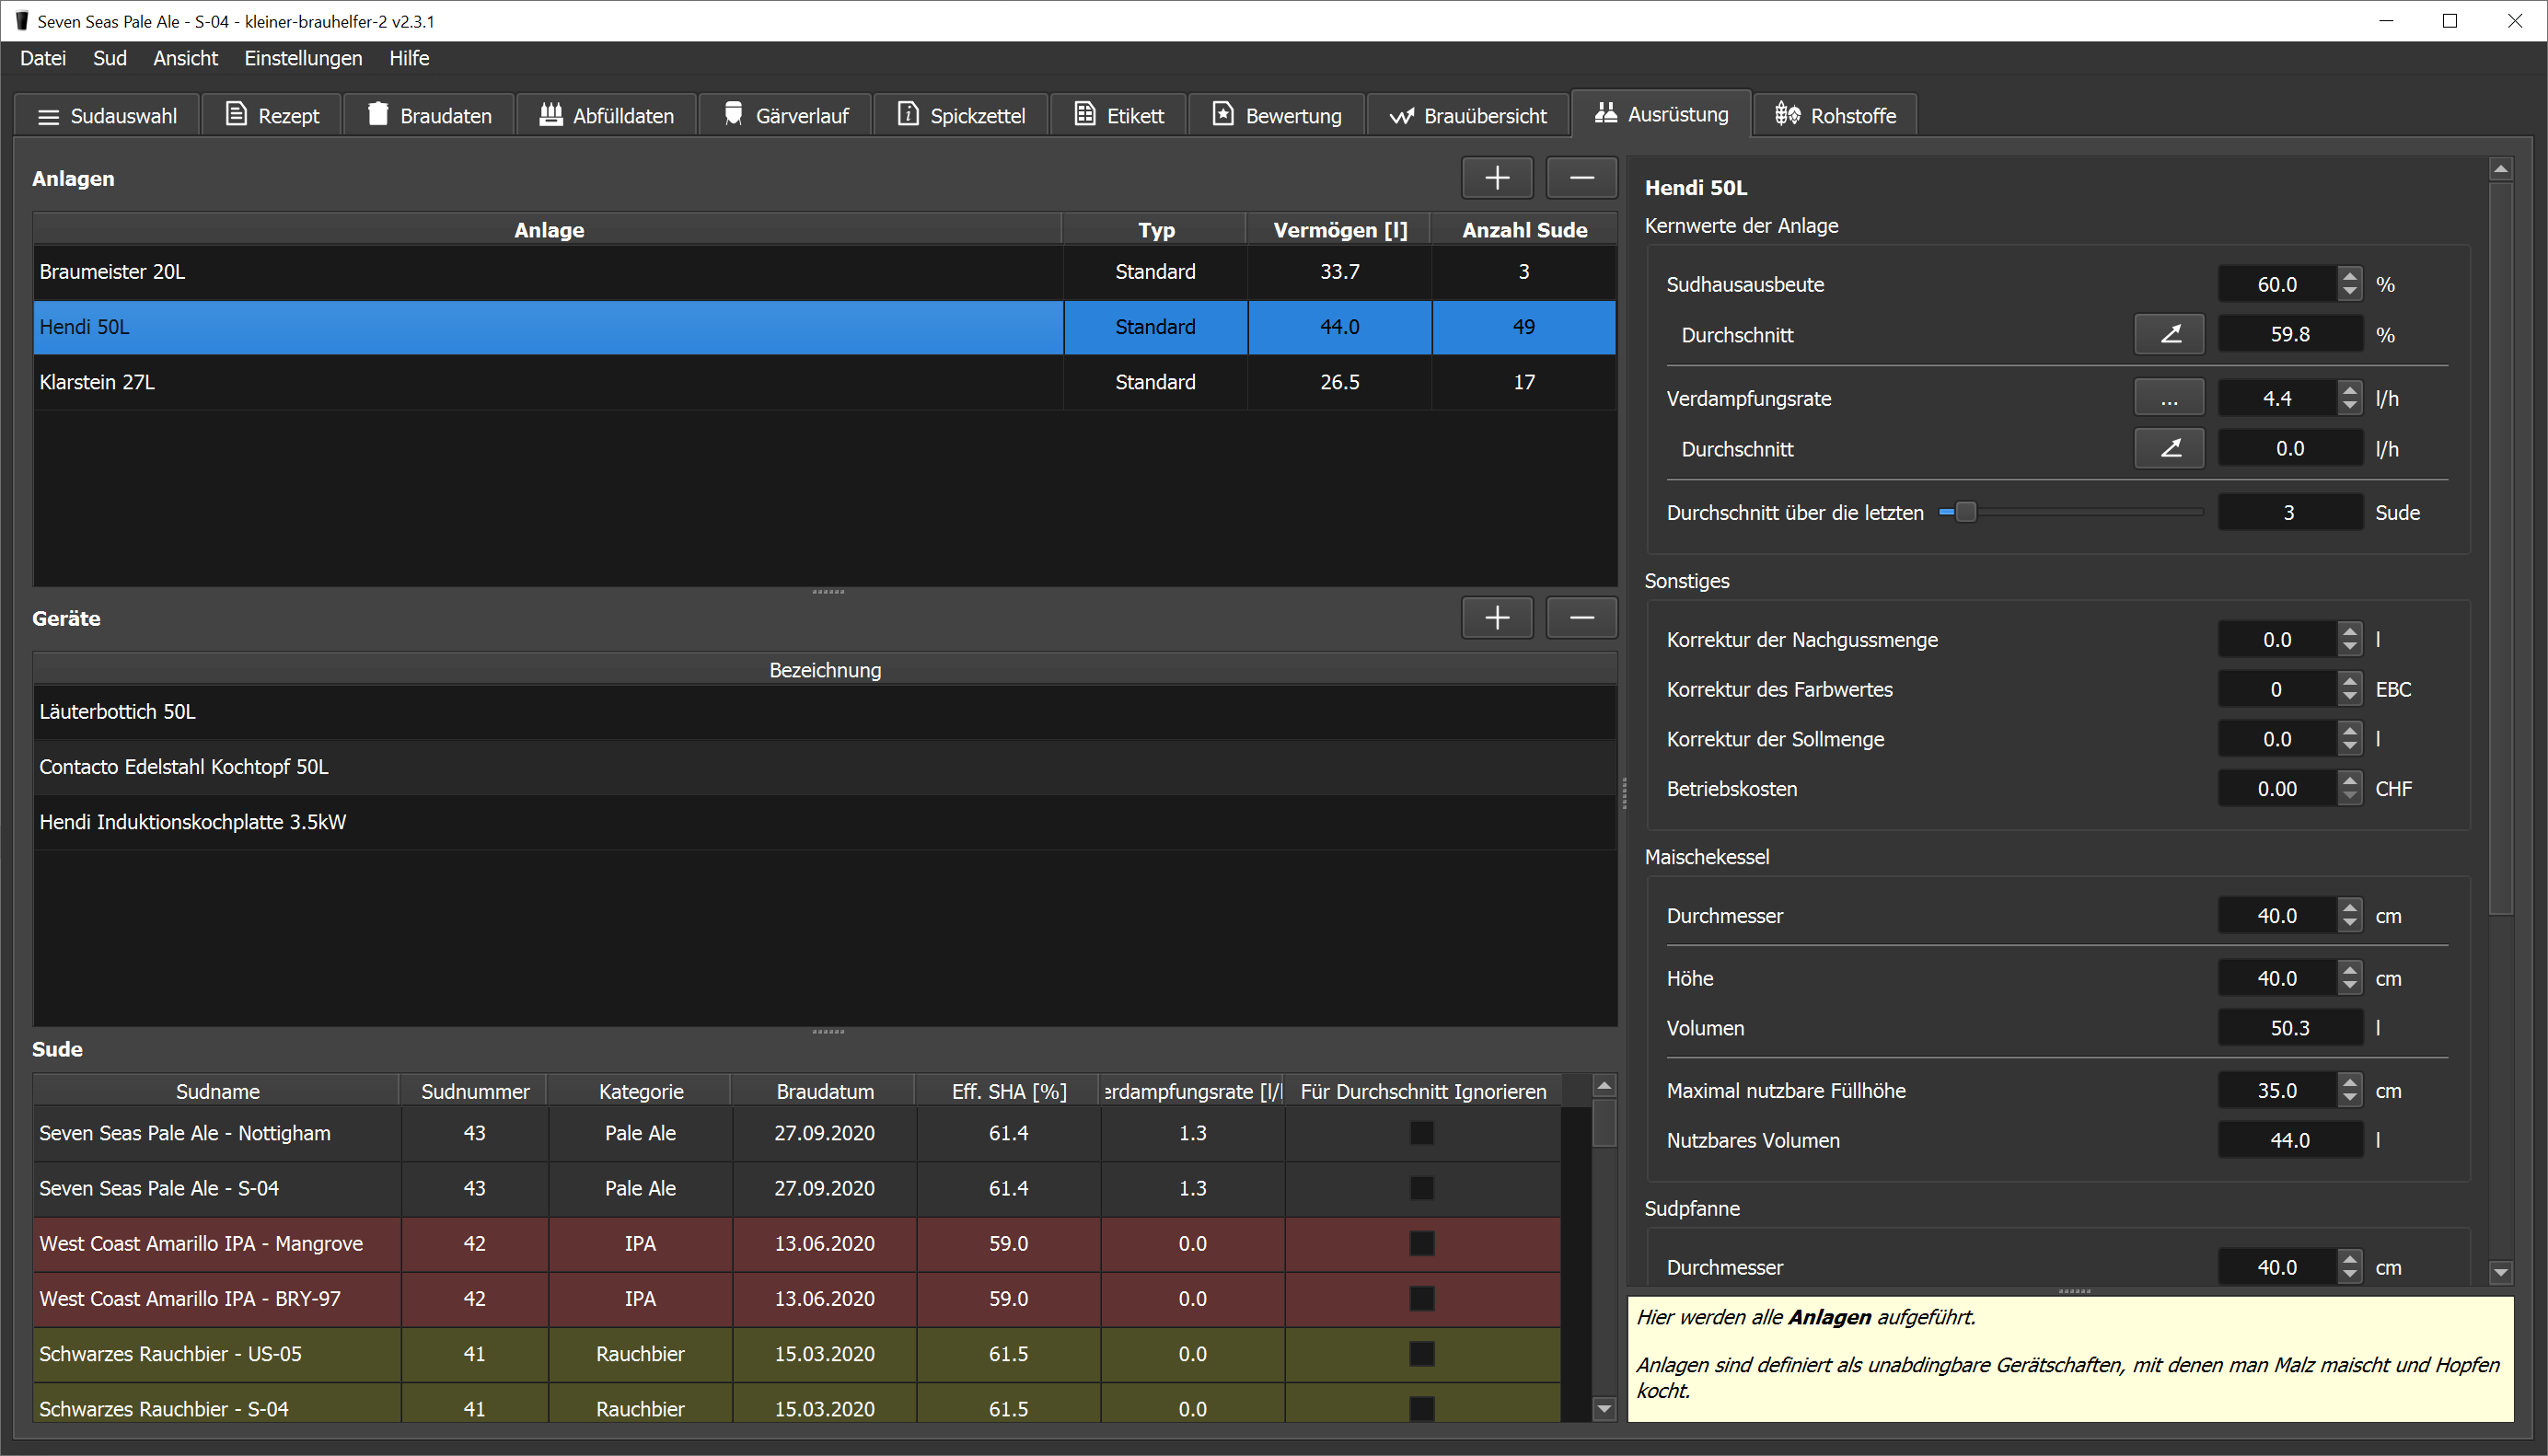 Seven Seas Pale Ale - S-04 - kleiner-brauhelfer-2 v2.3.1
Datei Sud Ansicht Einstellungen Hilfe
Sudauswahl Rezept Braudaten Abfülldaten Gärverlauf Spickzettel Etikett Bewertung Brauübersicht Ausrüstung Rohstoffe
Anlagen
Anlage Typ Vermögen [l] Anzahl Sude
Braumeister 20L Standard 33.7 3
Hendi 50L Standard 44.0 49
Klarstein 27L Standard 26.5 17
Geräte
Bezeichnung
Läuterbottich 50L
Contacto Edelstahl Kochtopf 50L
Hendi Induktionskochplatte 3.5kW
Sude
Sudname Sudnummer Kategorie Braudatum Eff. SHA [%] erdampfungsrate [l/ Für Durchschnitt Ignorieren
Seven Seas Pale Ale - Nottigham 43 Pale Ale 27.09.2020 61.4 1.3
Seven Seas Pale Ale - S-04 43 Pale Ale 27.09.2020 61.4 1.3
West Coast Amarillo IPA - Mangrove 42 IPA 13.06.2020 59.0 0.0
West Coast Amarillo IPA - BRY-97 42 IPA 13.06.2020 59.0 0.0
Schwarzes Rauchbier - US-05 41 Rauchbier 15.03.2020 61.5 0.0
Schwarzes Rauchbier - S-04 41 Rauchbier 15.03.2020 61.5 0.0
Hendi 50L
Kernwerte der Anlage
Sudhausausbeute 60.0 %
Durchschnitt 59.8 %
Verdampfungsrate ... 4.4 l/h
Durchschnitt 0.0 l/h
Durchschnitt über die letzten 3 Sude
Sonstiges
Korrektur der Nachgussmenge 0.0 l
Korrektur des Farbwertes 0 EBC
Korrektur der Sollmenge 0.0 l
Betriebskosten 0.00 CHF
Maischekessel
Durchmesser 40.0 cm
Höhe 40.0 cm
Volumen 50.3 l
Maximal nutzbare Füllhöhe 35.0 cm
Nutzbares Volumen 44.0 l
Sudpfanne
Durchmesser 40.0 cm
Hier werden alle Anlagen aufgeführt.
Anlagen sind definiert als unabdingbare Gerätschaften, mit denen man Malz maischt und Hopfen
kocht.